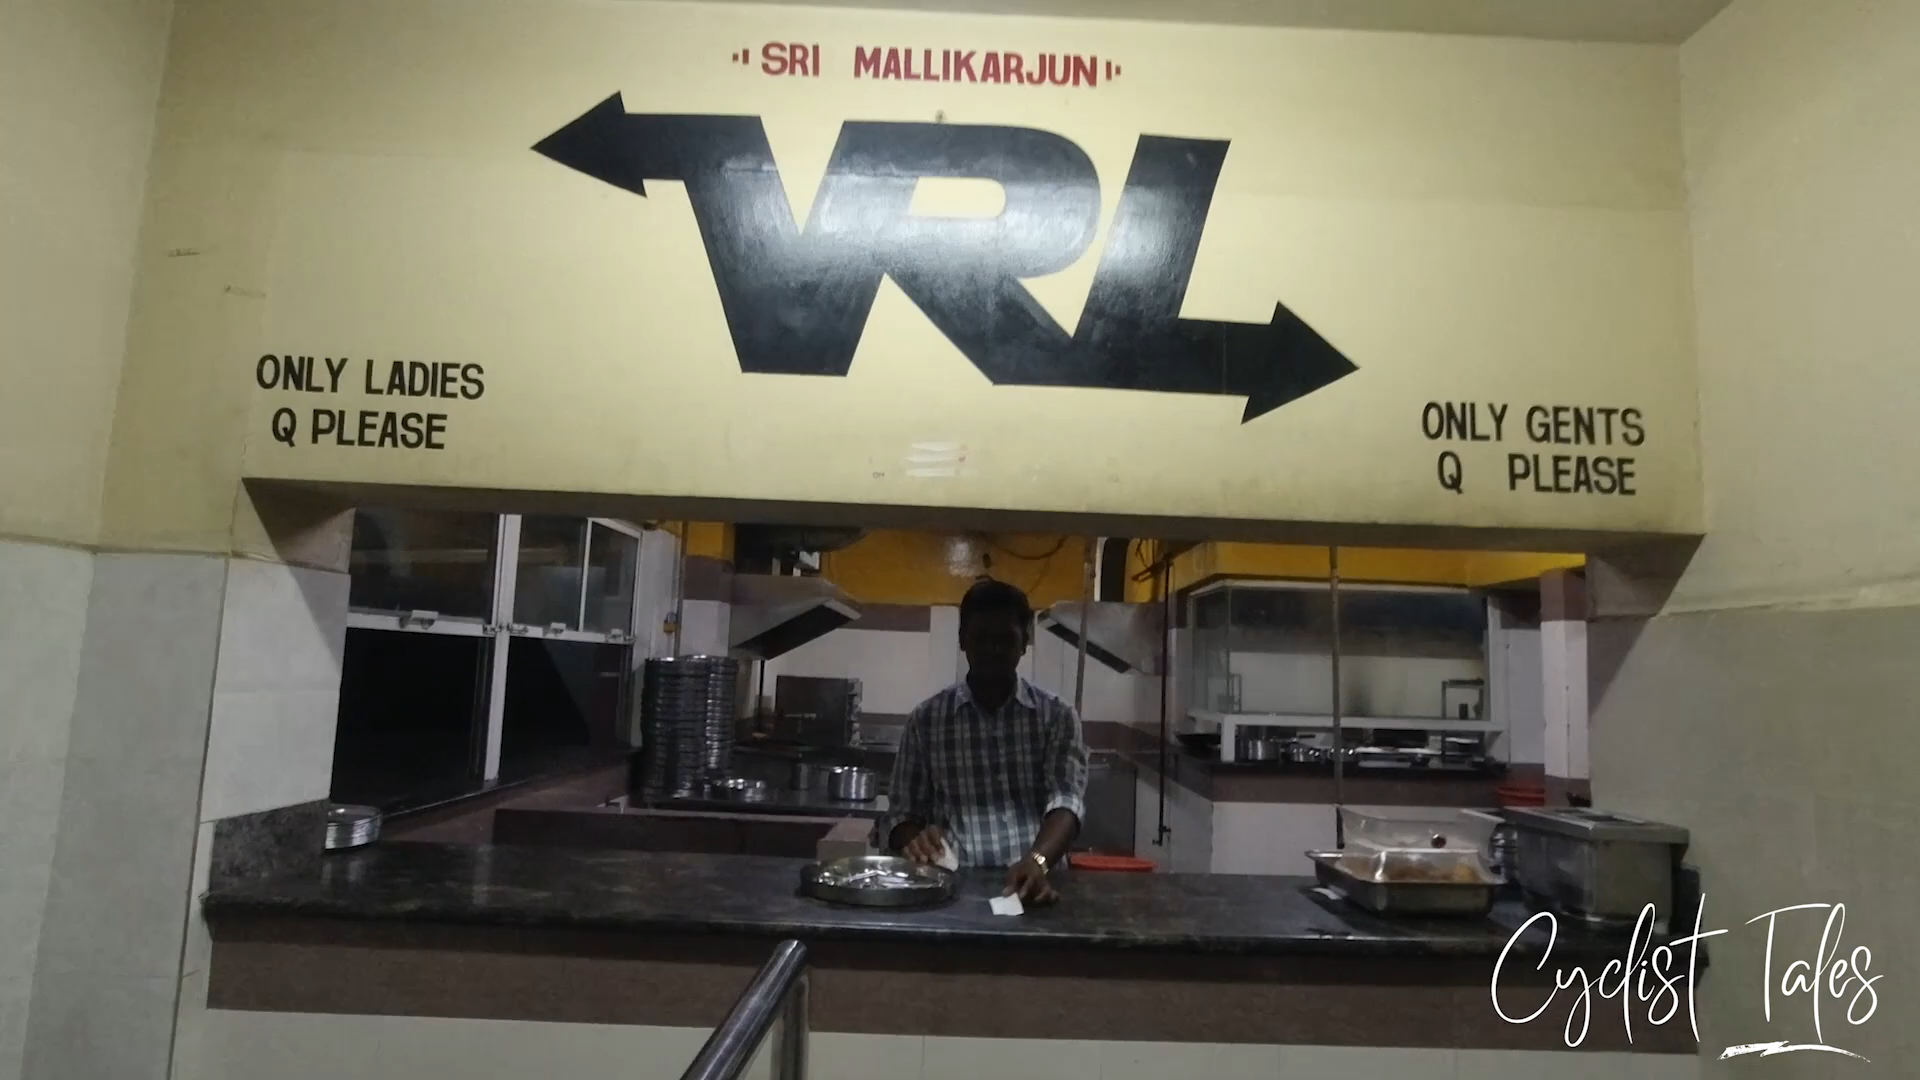 SRI MALLIKARJUN
VRL
ONLY LADIES
Q PLEASE
ONLY GENTS
Q PLEASE
Cyclist Tales